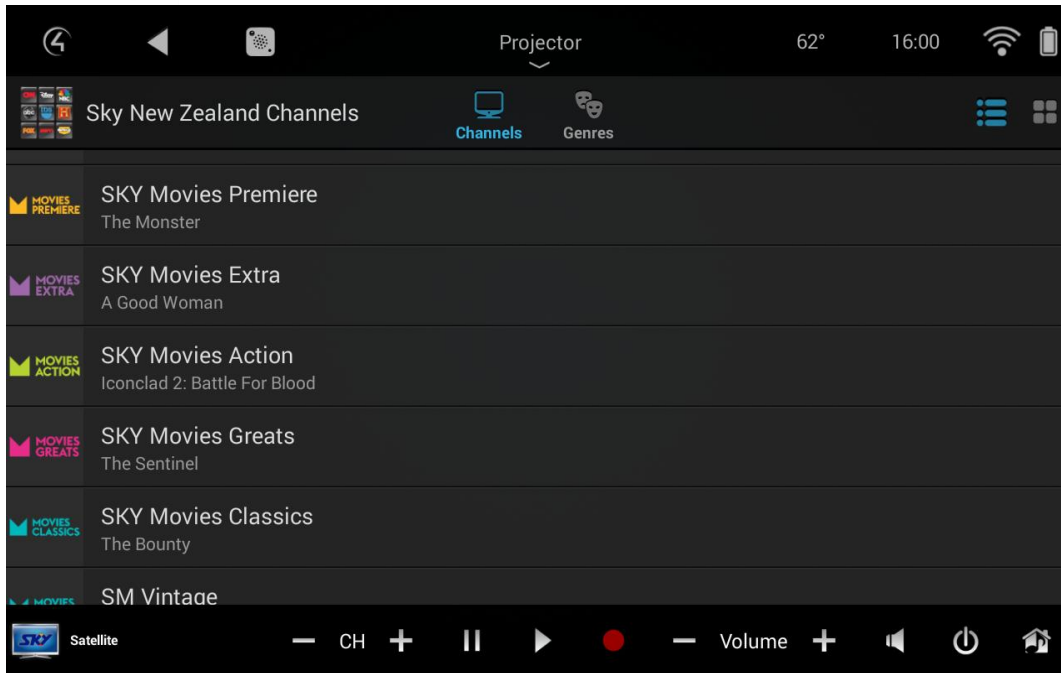 Projector
62°
16:00
Sky New Zealand Channels
Channels
Genres
MOVIES
PREMIERE
SKY Movies Premiere
The Monster
MOVIES
EXTRA
SKY Movies Extra
A Good Woman
MOVIES
ACTION
SKY Movies Action
Iconclad 2: Battle For Blood
MOVIES
GREATS
SKY Movies Greats
The Sentinel
MOVIES
CLASSICS
SKY Movies Classics
The Bounty
MOVIES
SM Vintage
SKY
Satellite
CH
Volume